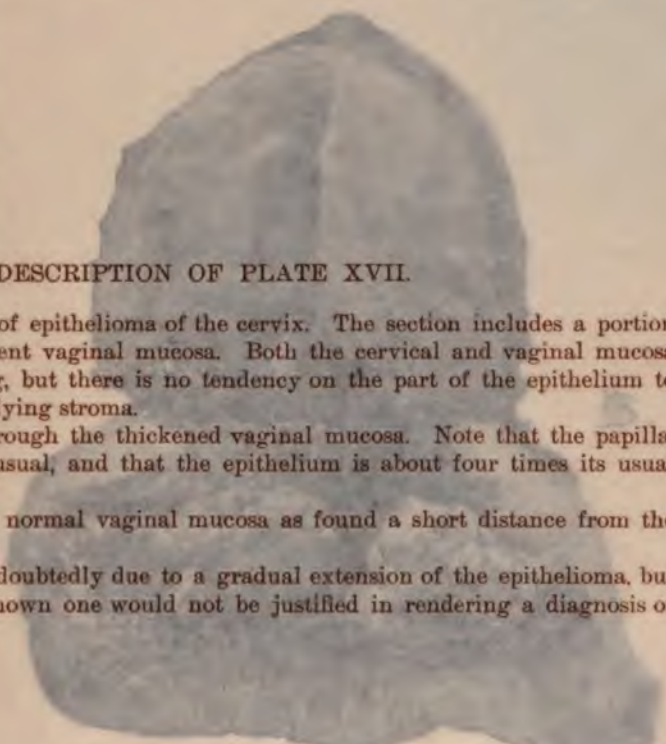 DESCRIPTION OF PLATE XVII.
of epithelioma of the cervix. The section includes a portion
ent vaginal mucosa. Both the cervical and vaginal mucosa
, but there is no tendency on the part of the epithelium to
lying stroma.
rough the thickened vaginal mucosa. Note that the papilla
usual, and that the epithelium is about four times its usua
normal vaginal mucosa as found a short distance from the
doubtedly due to a gradual extension of the epithelioma, bu
nown one would not be justified in rendering a diagnosis o